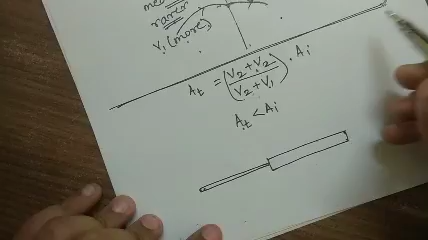 rarer
V₁ (more)
Aₜ = (V₂ + V₂ / V₂ + V₁) . Aᵢ
Aₜ < Aᵢ